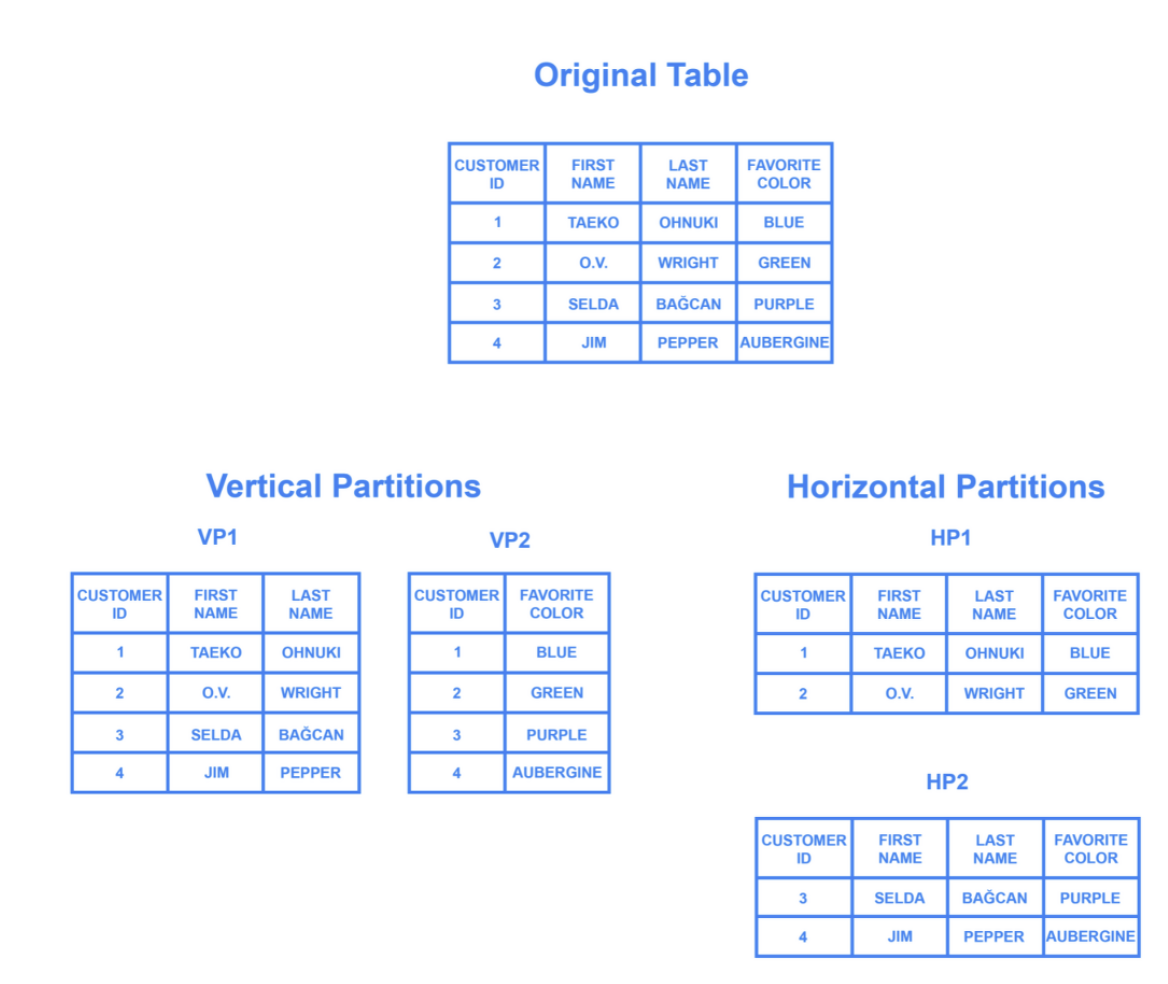 Original Table
CUSTOMER ID FIRST NAME LAST NAME FAVORITE COLOR
1 TAEKO OHNUKI BLUE
2 O.V. WRIGHT GREEN
3 SELDA BAĞCAN PURPLE
4 JIM PEPPER AUBERGINE
Vertical Partitions
VP1
CUSTOMER ID FIRST NAME LAST NAME
1 TAEKO OHNUKI
2 O.V. WRIGHT
3 SELDA BAĞCAN
4 JIM PEPPER
VP2
CUSTOMER ID FAVORITE COLOR
1 BLUE
2 GREEN
3 PURPLE
4 AUBERGINE
Horizontal Partitions
HP1
CUSTOMER ID FIRST NAME LAST NAME FAVORITE COLOR
1 TAEKO OHNUKI BLUE
2 O.V. WRIGHT GREEN
HP2
CUSTOMER ID FIRST NAME LAST NAME FAVORITE COLOR
3 SELDA BAĞCAN PURPLE
4 JIM PEPPER AUBERGINE